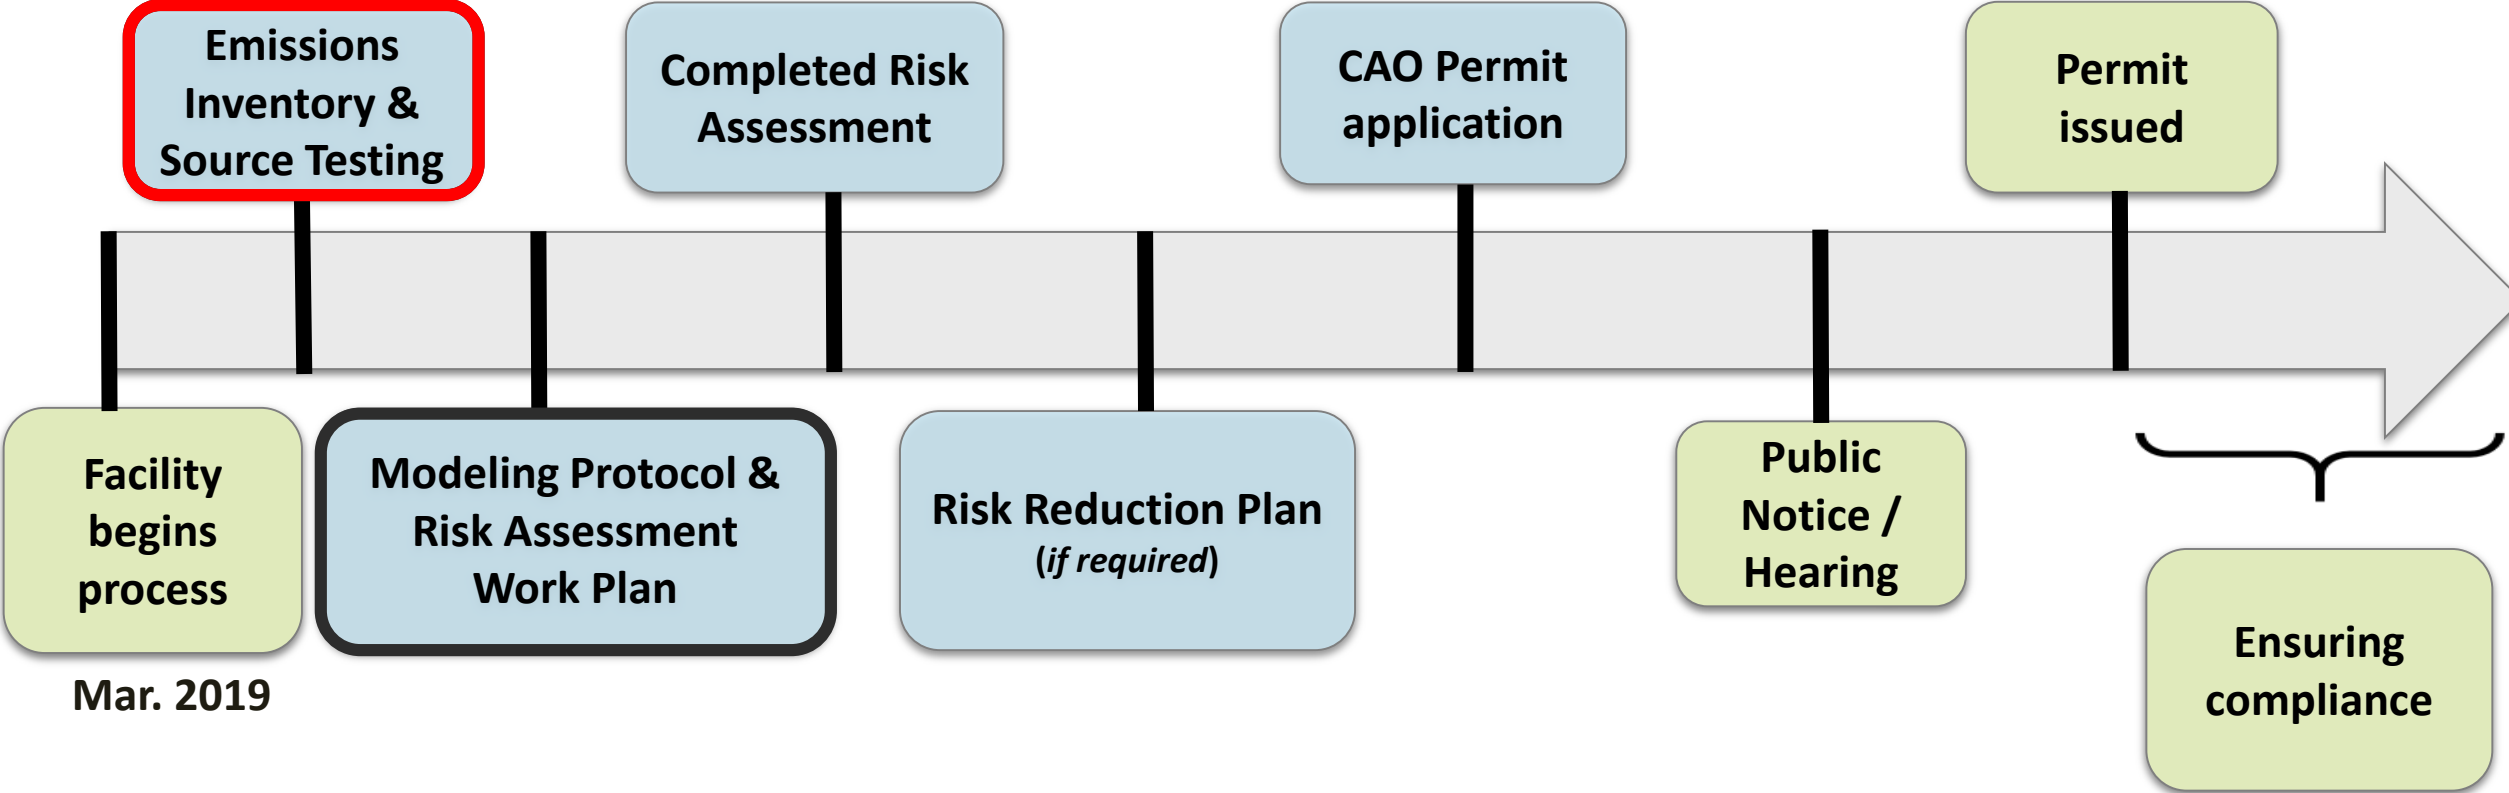 Emissions
Inventory &
Source Testing
Completed Risk
Assessment
CAO Permit
application
Permit
issued
Facility
begins
process
Mar. 2019
Modeling Protocol &
Risk Assessment
Work Plan
Risk Reduction Plan
(if required)
Public
Notice /
Hearing
Ensuring
compliance